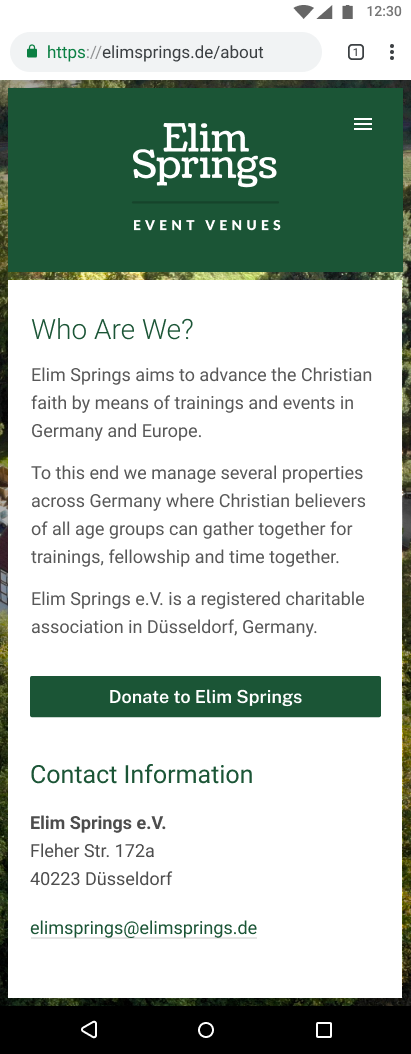 12:30
https://elimsprings.de/about
1
Elim
Springs
EVENT VENUES
Who Are We?
Elim Springs aims to advance the Christian
faith by means of trainings and events in
Germany and Europe.
To this end we manage several properties
across Germany where Christian believers
of all age groups can gather together for
trainings, fellowship and time together.
Elim Springs e.V. is a registered charitable
association in Düsseldorf, Germany.
Donate to Elim Springs
Contact Information
Elim Springs e.V.
Fleher Str. 172a
40223 Düsseldorf
elimsprings@elimsprings.de